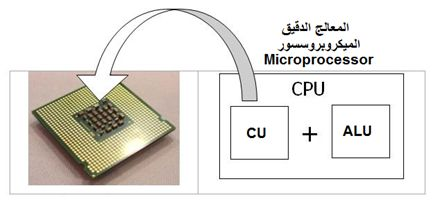 المعالج الدقيق
الميكروبروسسور
Microprocessor
CPU
CU + ALU